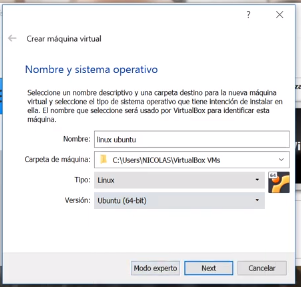 ?
Crear máquina virtual
Nombre y sistema operativo
Seleccione un nombre descriptivo y una carpeta destino para la nueva máquina
virtual y seleccione el tipo de sistema operativo que tiene intención de instalar en
ella. El nombre que seleccione será usado por VirtualBox para identificar esta
máquina.
Nombre: linux ubuntu
Carpeta de máquina: C:\Users\NICOLAS\VirtualBox VMs
Tipo: Linux
64
Versión: Ubuntu (64-bit)
Modo experto Next Cancelar